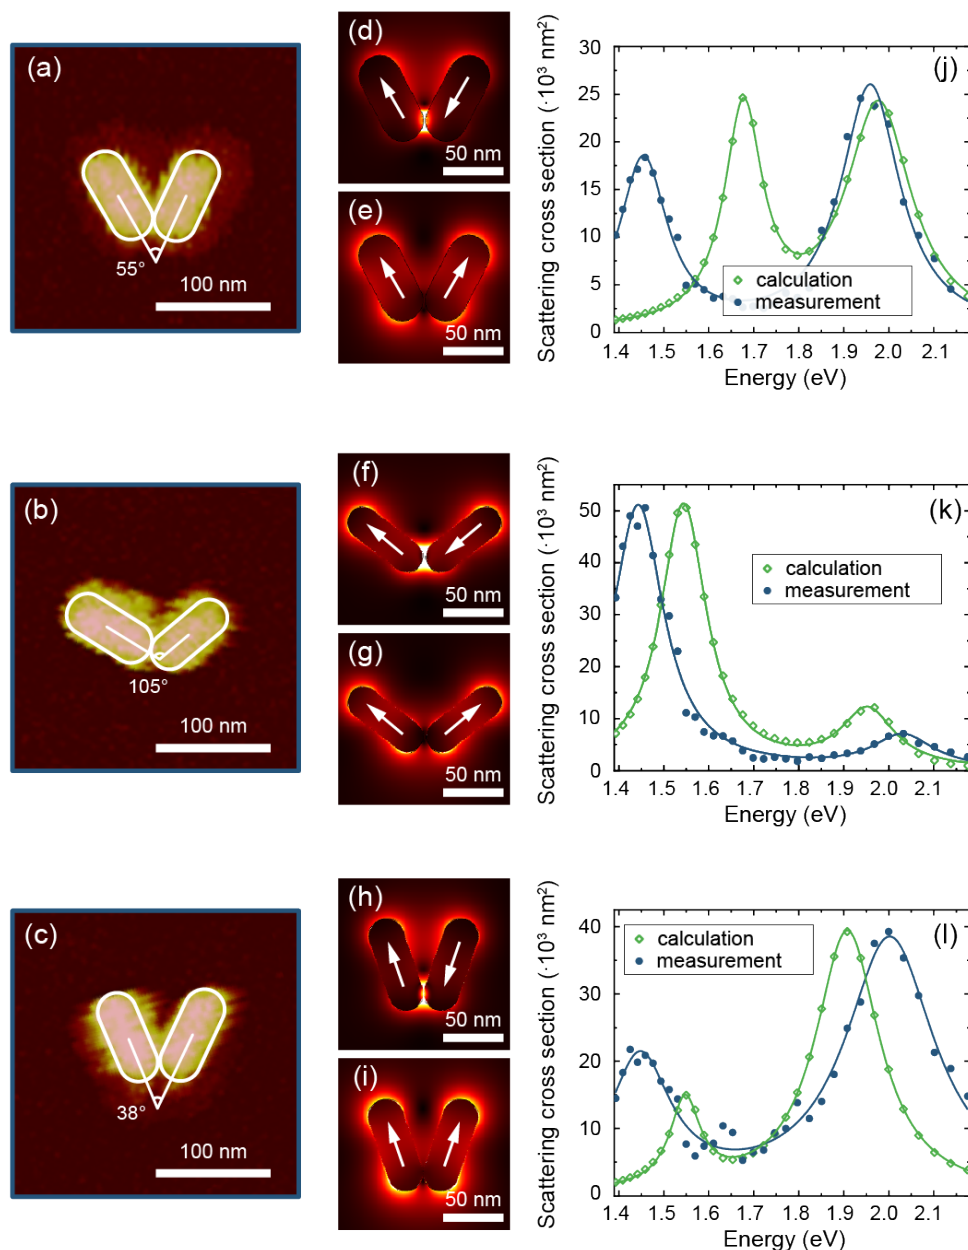 (a)
55°
100 nm
(d)
50 nm
(e)
50 nm
Scattering cross section (·10³ nm²)
30
25
20
15
10
5
0
(j)
calculation
measurement
1.4 1.5 1.6 1.7 1.8 1.9 2.0 2.1
Energy (eV)
(b)
105°
100 nm
(f)
50 nm
(g)
50 nm
Scattering cross section (·10³ nm²)
50
40
30
20
10
0
(k)
calculation
measurement
1.4 1.5 1.6 1.7 1.8 1.9 2.0 2.1
Energy (eV)
(c)
38°
100 nm
(h)
50 nm
(i)
50 nm
Scattering cross section (·10³ nm²)
40
30
20
10
0
(l)
calculation
measurement
1.4 1.5 1.6 1.7 1.8 1.9 2.0 2.1
Energy (eV)